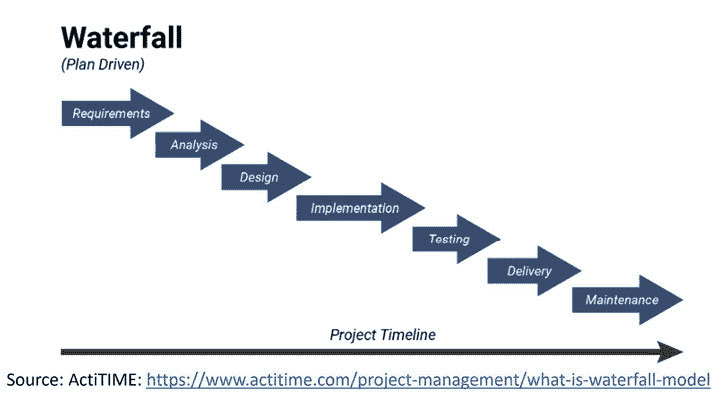 Waterfall
(Plan Driven)
Requirements
Analysis
Design
Implementation
Testing
Delivery
Maintenance
Project Timeline
Source: ActiTIME: https://www.actitime.com/project-management/what-is-waterfall-model